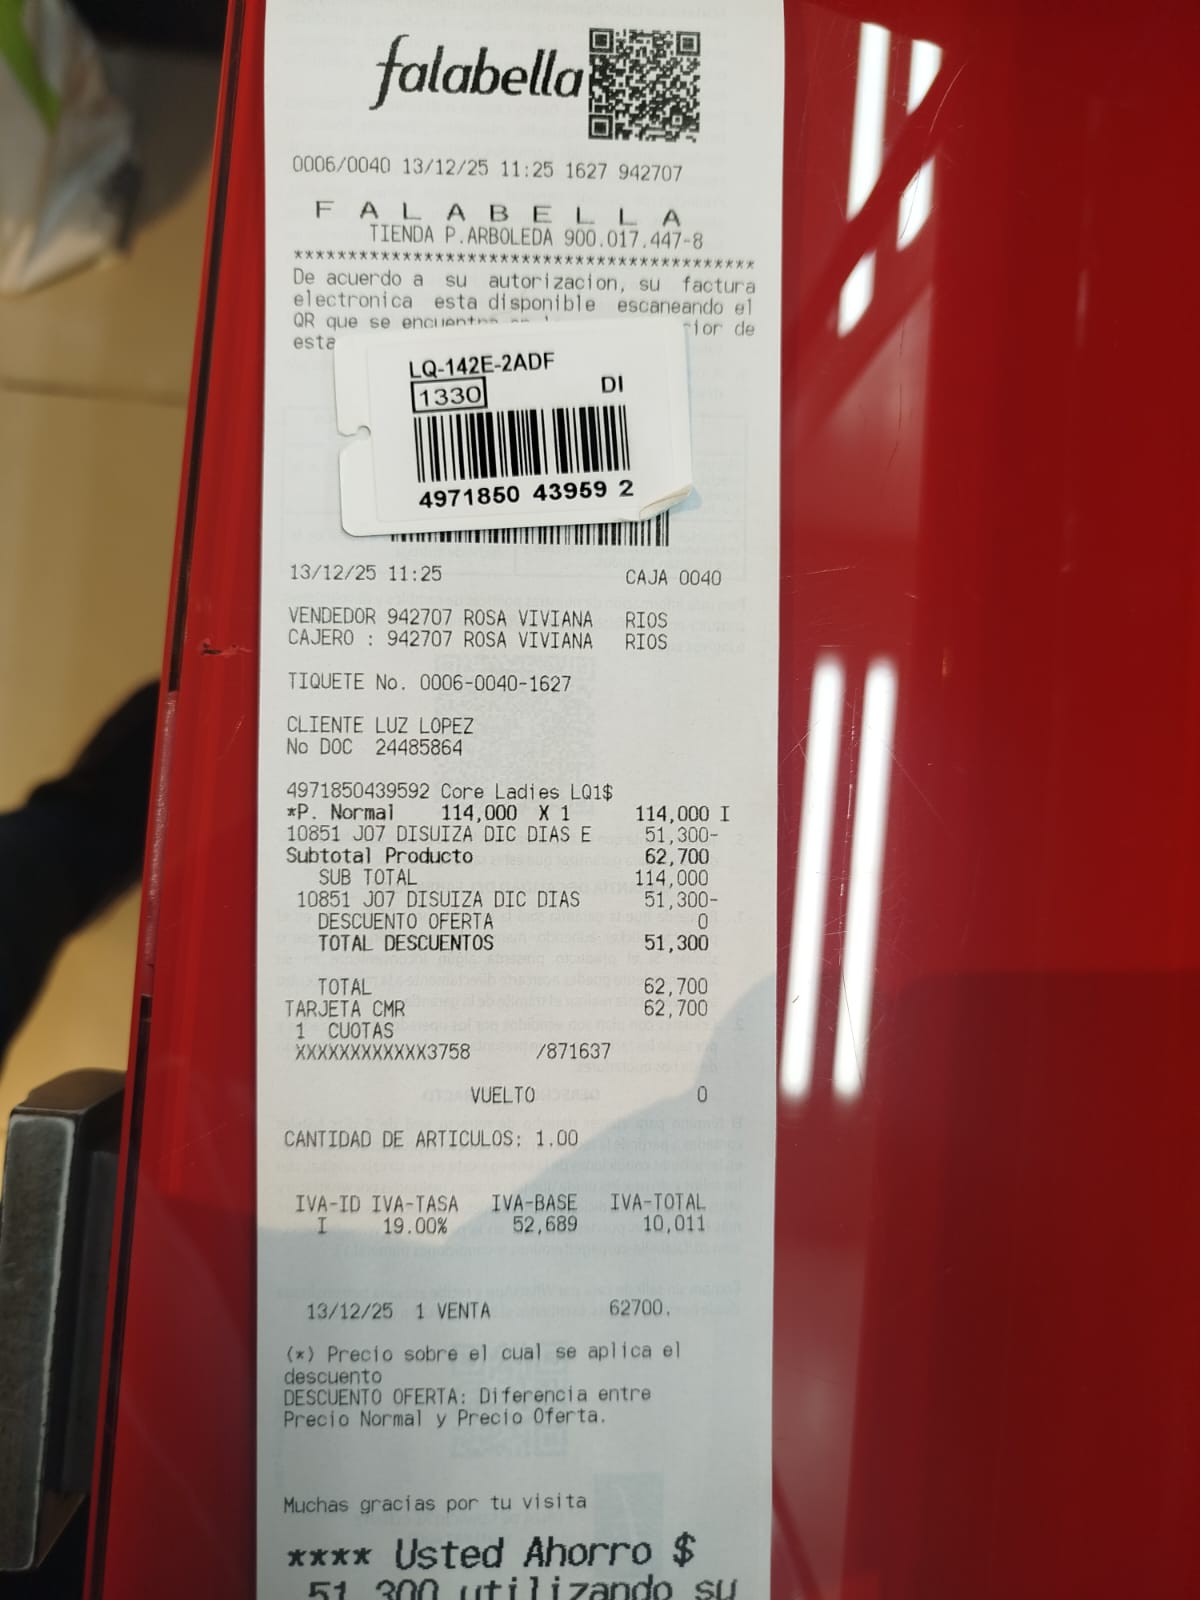 falabella
0006/0040 13/12/25 11:25 1627 942707
F A L A B E L L A
TIENDA P.ARBOLEDA 900.017.447-8
*******************************************
De acuerdo a su autorizacion, su factura
electronica esta disponible escaneando el
QR que se encuentra ior de
esta
LQ-142E-2ADF
1330 DI
4971850 43959 2
13/12/25 11:25 CAJA 0040
VENDEDOR 942707 ROSA VIVIANA RIOS
CAJERO : 942707 ROSA VIVIANA RIOS
TIQUETE No. 0006-0040-1627
CLIENTE LUZ LOPEZ
No DOC 24485864
4971850439592 Core Ladies LQ1$
*P. Normal 114,000 X 1 114,000 I
10851 J07 DISUIZA DIC DIAS E 51,300-
Subtotal Producto 62,700
SUB TOTAL 114,000
10851 J07 DISUIZA DIC DIAS 51,300-
DESCUENTO OFERTA 0
TOTAL DESCUENTOS 51,300
TOTAL 62,700
TARJETA CMR 62,700
1 CUOTAS
XXXXXXXXXXXX3758 /871637
VUELTO 0
CANTIDAD DE ARTICULOS: 1.00
IVA-ID IVA-TASA IVA-BASE IVA-TOTAL
I 19.00% 52,689 10,011
13/12/25 1 VENTA 62700.
(*) Precio sobre el cual se aplica el
descuento
DESCUENTO OFERTA: Diferencia entre
Precio Normal y Precio Oferta.
Muchas gracias por tu visita
**** Usted Ahorro $
51,300 utilizando su